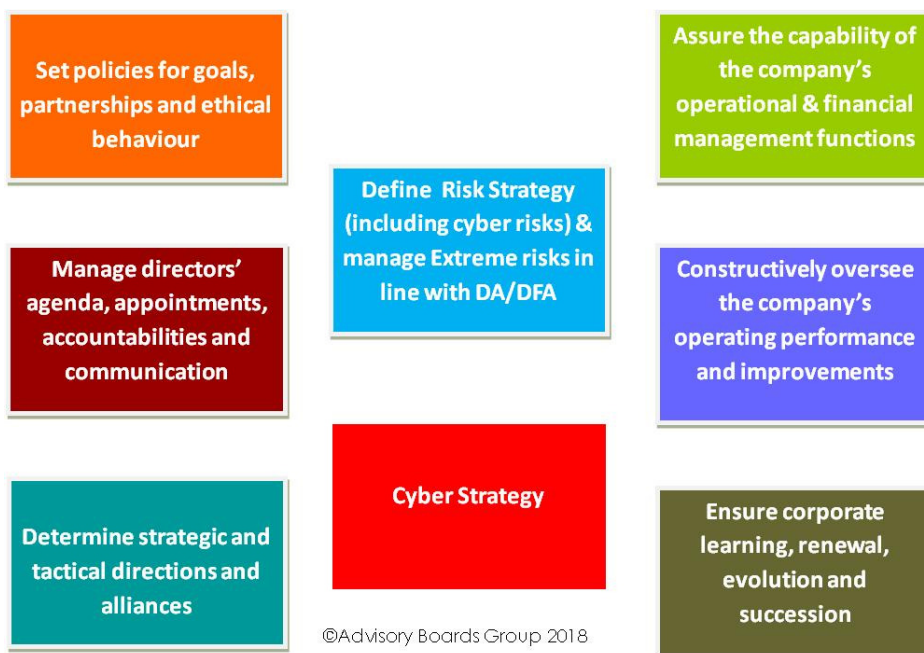 Set policies for goals,
partnerships and ethical
behaviour
Manage directors’
agenda, appointments,
accountabilities and
communication
Determine strategic and
tactical directions and
alliances
Define Risk Strategy
(including cyber risks) &
manage Extreme risks in
line with DA/DFA
Cyber Strategy
©Advisory Boards Group 2018
Assure the capability of
the company’s
operational & financial
management functions
Constructively oversee
the company’s
operating performance
and improvements
Ensure corporate
learning, renewal,
evolution and
succession